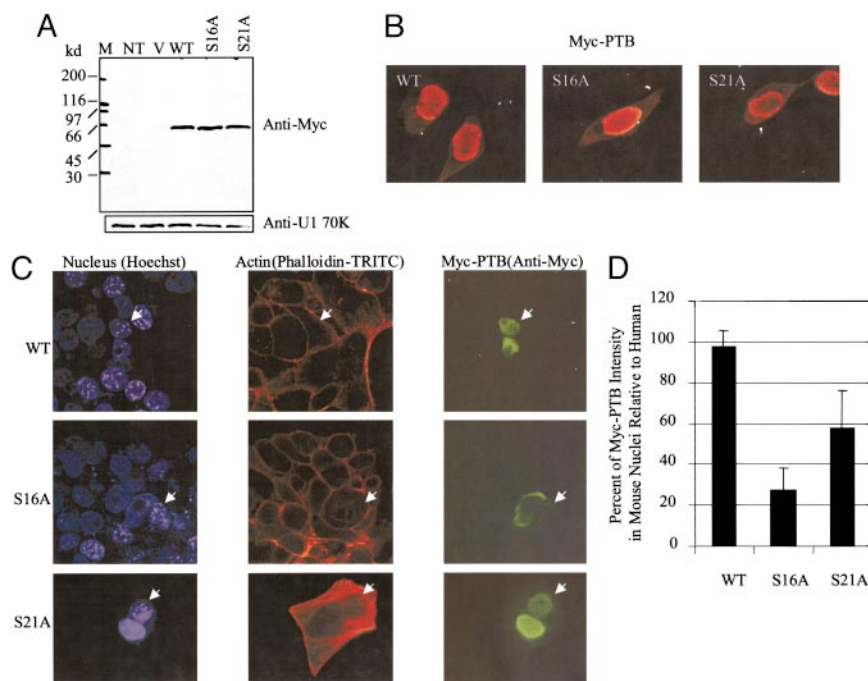 A
kd M NT V WT S16A S21A
200
116
97
66
45
30
Anti-Myc
Anti-U1 70K
B
Myc-PTB
WT S16A S21A
C
Nucleus (Hoechst) Actin(Phalloidin-TRITC) Myc-PTB(Anti-Myc)
WT
S16A
S21A
D
Percent of Myc-PTB Intensity
in Mouse Nuclei Relative to Human
120
100
80
60
40
20
0
WT S16A S21A